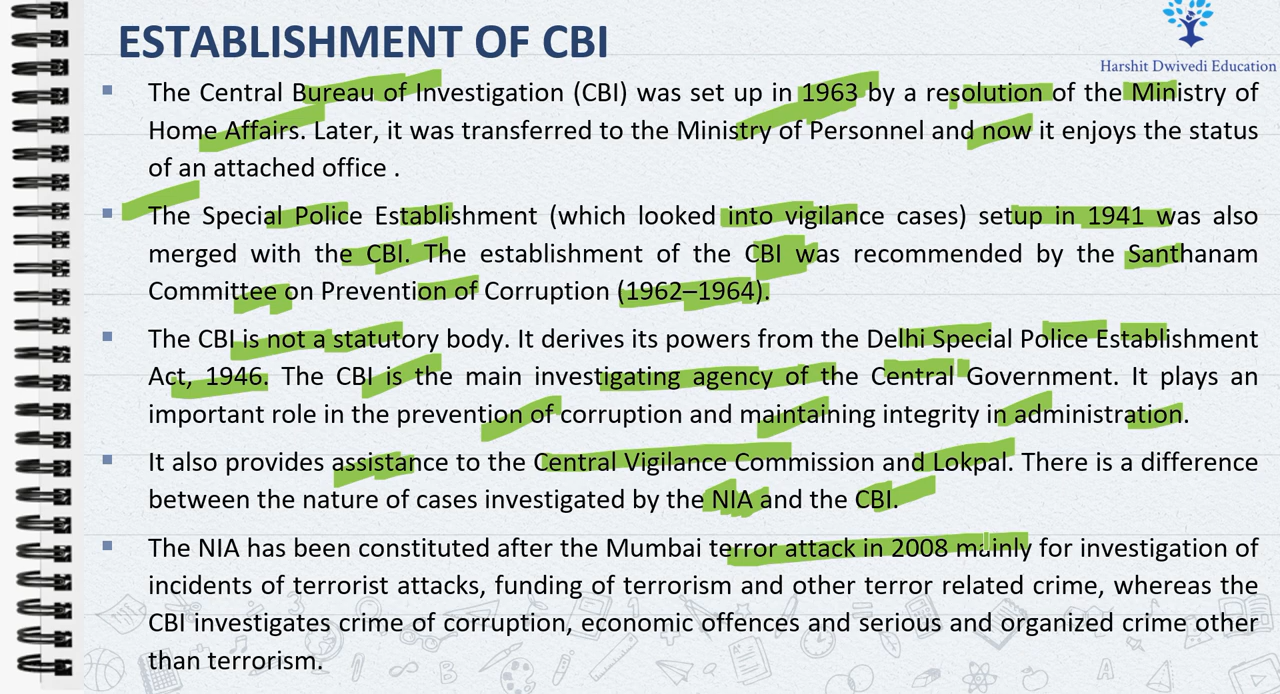 ESTABLISHMENT OF CBI
Harshit Dwivedi Education
The Central Bureau of Investigation (CBI) was set up in 1963 by a resolution of the Ministry of
Home Affairs. Later, it was transferred to the Ministry of Personnel and now it enjoys the status
of an attached office .
The Special Police Establishment (which looked into vigilance cases) setup in 1941 was also
merged with the CBI. The establishment of the CBI was recommended by the Santhanam
Committee on Prevention of Corruption (1962–1964).
The CBI is not a statutory body. It derives its powers from the Delhi Special Police Establishment
Act, 1946. The CBI is the main investigating agency of the Central Government. It plays an
important role in the prevention of corruption and maintaining integrity in administration.
It also provides assistance to the Central Vigilance Commission and Lokpal. There is a difference
between the nature of cases investigated by the NIA and the CBI.
The NIA has been constituted after the Mumbai terror attack in 2008 mainly for investigation of
incidents of terrorist attacks, funding of terrorism and other terror related crime, whereas the
CBI investigates crime of corruption, economic offences and serious and organized crime other
than terrorism.